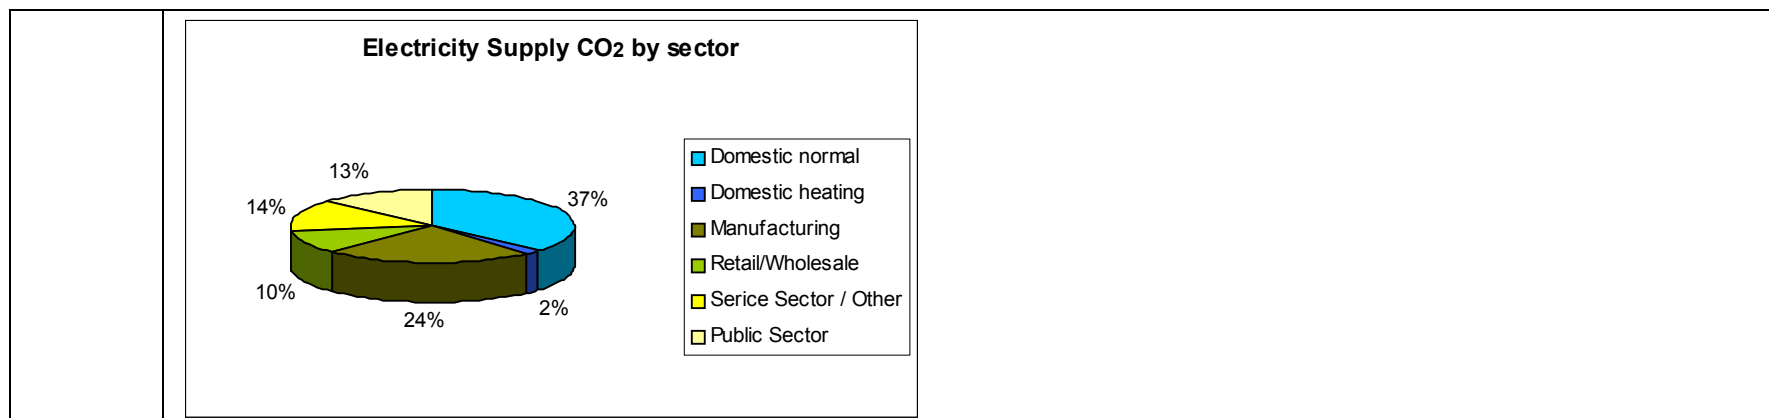 Electricity Supply CO2 by sector
13%
37%
14%
10%
24%
2%
Domestic normal
Domestic heating
Manufacturing
Retail/Wholesale
Serice Sector / Other
Public Sector